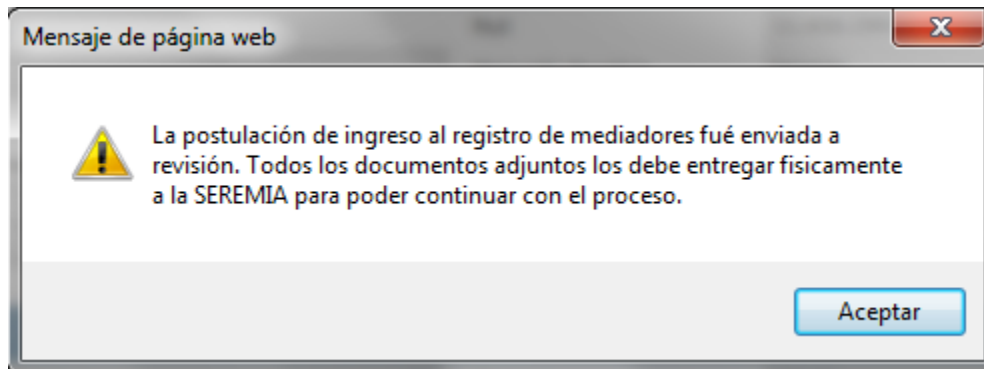 Mensaje de página web
La postulación de ingreso al registro de mediadores fué enviada a
revisión. Todos los documentos adjuntos los debe entregar fisicamente
a la SEREMIA para poder continuar con el proceso.
Aceptar